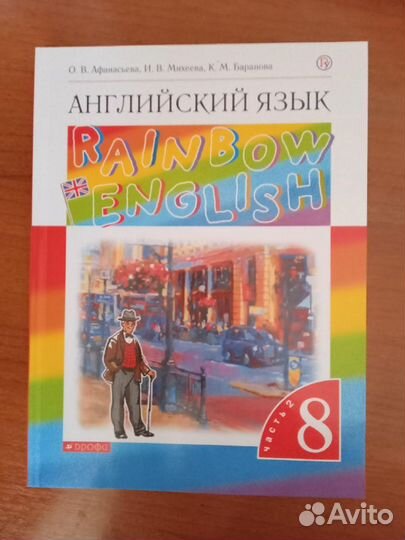 О. В. Афанасьева, И. В. Михеева, К. М. Баранова
АНГЛИЙСКИЙ ЯЗЫК
RAINBOW
ENGLISH
часть 2
8
дрофа
Avito